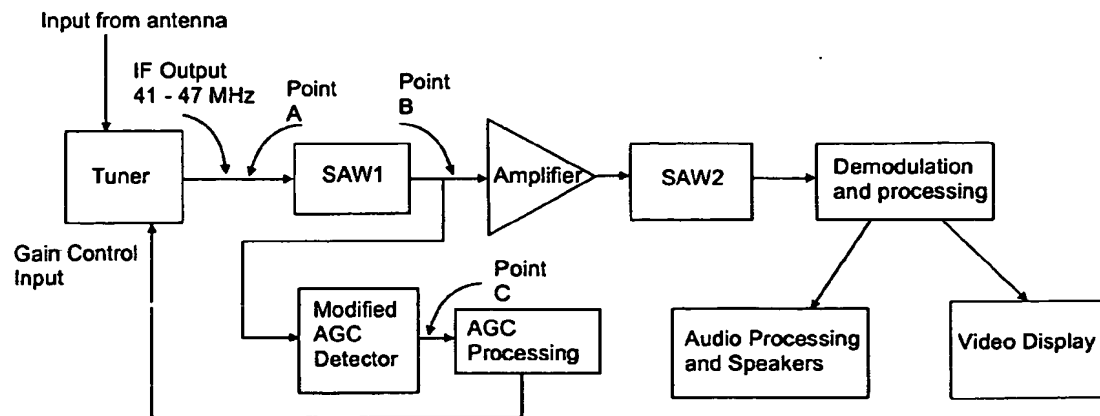 Input from antenna
IF Output
41 - 47 MHz
Point
A
Point
B
Tuner
SAW1
Amplifier
SAW2
Demodulation
and processing
Gain Control
Input
Modified
AGC
Detector
Point
C
AGC
Processing
Audio Processing
and Speakers
Video Display